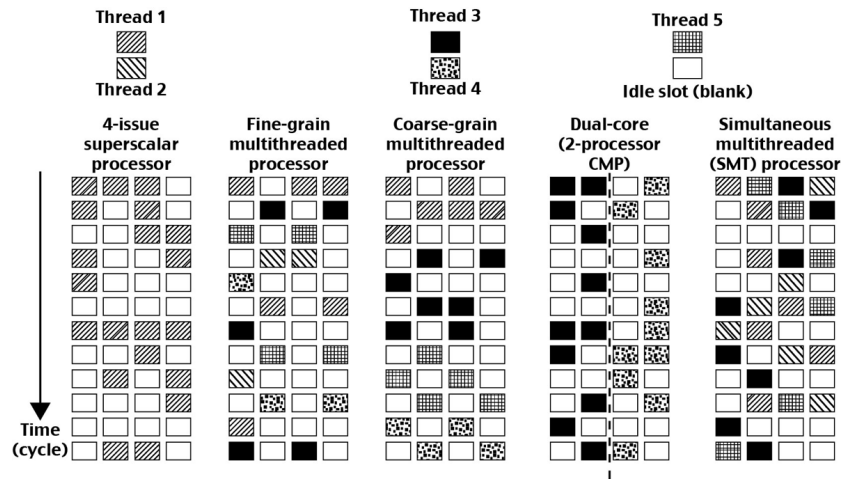 Thread 1
Thread 3
Thread 5
Thread 2
Thread 4
Idle slot (blank)
4-issue
superscalar
processor
Fine-grain
multithreaded
processor
Coarse-grain
multithreaded
processor
Dual-core
(2-processor
CMP)
Simultaneous
multithreaded
(SMT) processor
Time
(cycle)